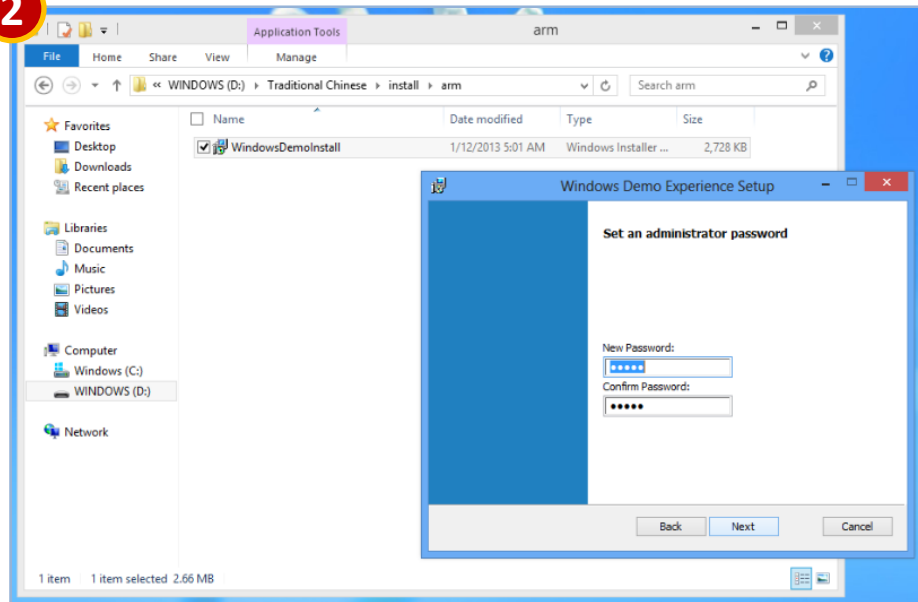 2
Application Tools
arm
File
Home
Share
View
Manage
« WINDOWS (D:) ▸ Traditional Chinese ▸ install ▸ arm
Search arm
Name
Date modified
Type
Size
WindowsDemoInstall
1/12/2013 5:01 AM
Windows Installer ...
2,728 KB
Favorites
Desktop
Downloads
Recent places
Libraries
Documents
Music
Pictures
Videos
Computer
Windows (C:)
WINDOWS (D:)
Network
Windows Demo Experience Setup
Set an administrator password
New Password:
•••••
Confirm Password:
•••••
Back
Next
Cancel
1 item
1 item selected 2.66 MB